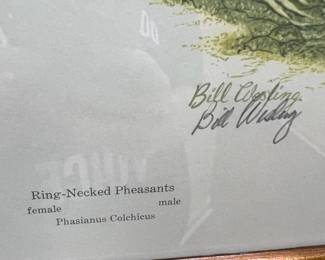 Bill Wesling
Bill Wesling
Ring-Necked Pheasants
female male
Phasianus Colchicus